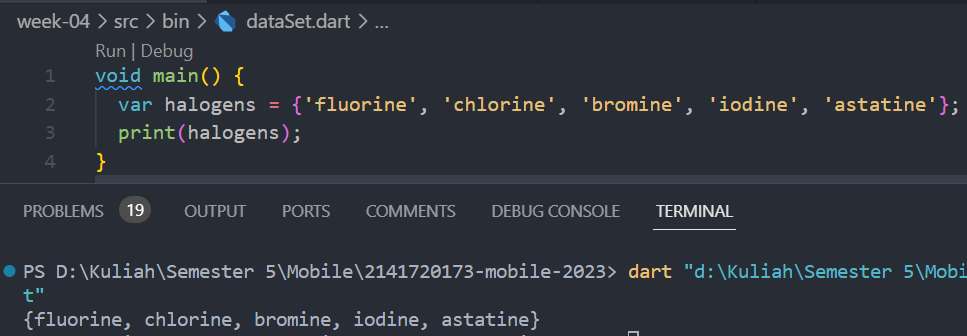 week-04 > src > bin > dataSet.dart > ...
Run | Debug
1 void main() {
2 var halogens = {'fluorine', 'chlorine', 'bromine', 'iodine', 'astatine'};
3 print(halogens);
4 }
PROBLEMS 19 OUTPUT PORTS COMMENTS DEBUG CONSOLE TERMINAL
PS D:\Kuliah\Semester 5\Mobile\2141720173-mobile-2023> dart "d:\Kuliah\Semester 5\Mobi
t"
{fluorine, chlorine, bromine, iodine, astatine}